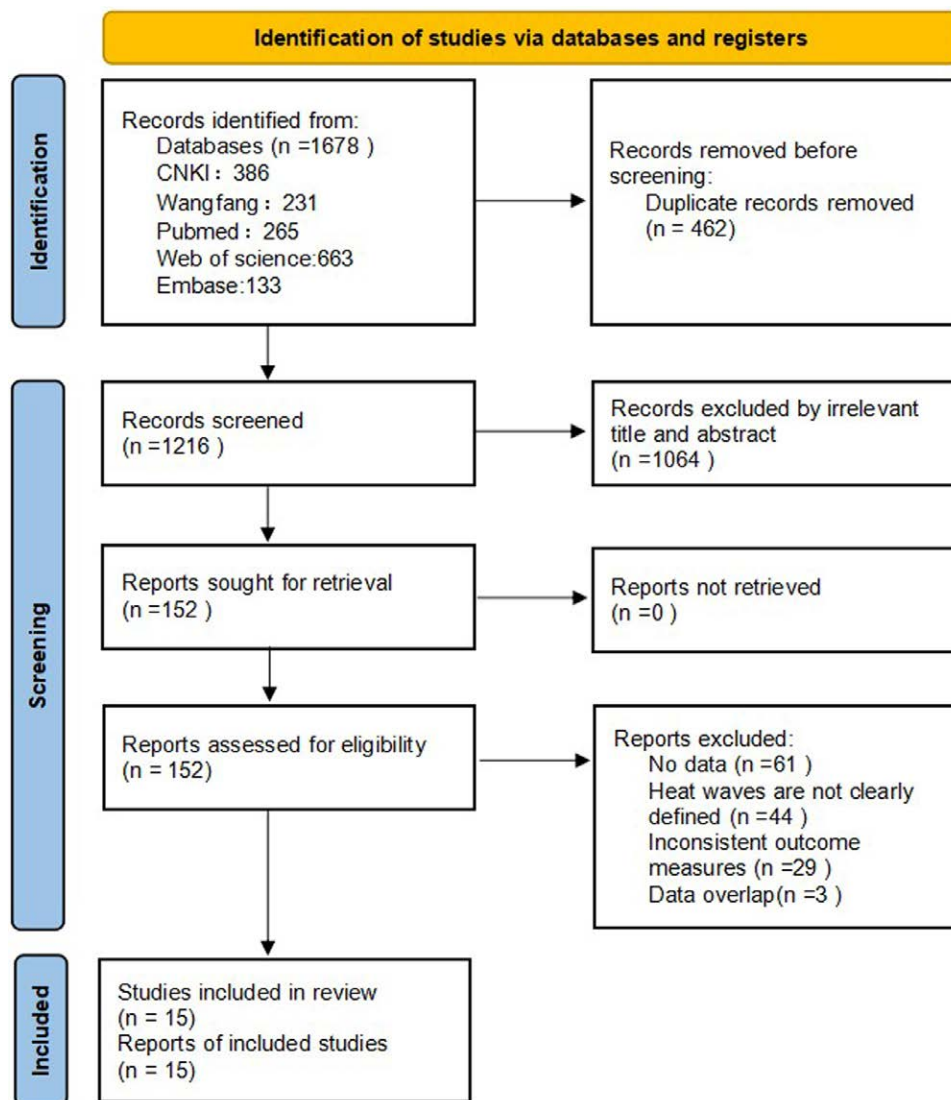 Identification of studies via databases and registers
Identification
Records identified from:
Databases (n =1678 )
CNKI：386
Wangfang：231
Pubmed：265
Web of science:663
Embase:133
Records removed before
screening:
Duplicate records removed
(n = 462)
Screening
Records screened
(n =1216 )
Records excluded by irrelevant
title and abstract
(n =1064 )
Reports sought for retrieval
(n =152 )
Reports not retrieved
(n =0 )
Reports assessed for eligibility
(n = 152)
Reports excluded:
No data (n =61 )
Heat waves are not clearly
defined (n =44 )
Inconsistent outcome
measures (n =29 )
Data overlap(n =3 )
Included
Studies included in review
(n = 15)
Reports of included studies
(n = 15)